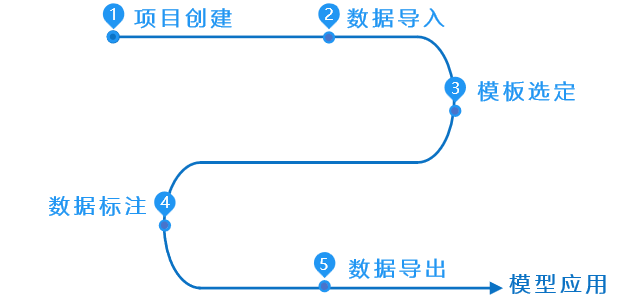 1 项目创建
2 数据导入
3 模板选定
4 数据标注
5 数据导出
模型应用